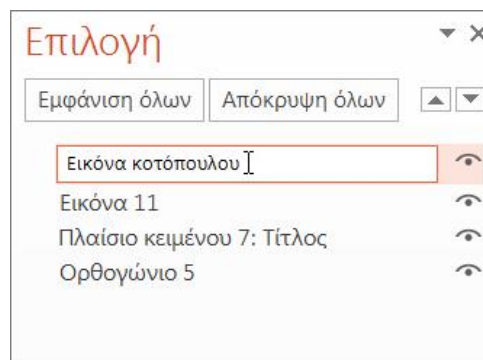 Επιλογή
Εμφάνιση όλων Απόκρυψη όλων
Εικόνα κοτόπουλου
Εικόνα 11
Πλαίσιο κειμένου 7: Τίτλος
Ορθογώνιο 5